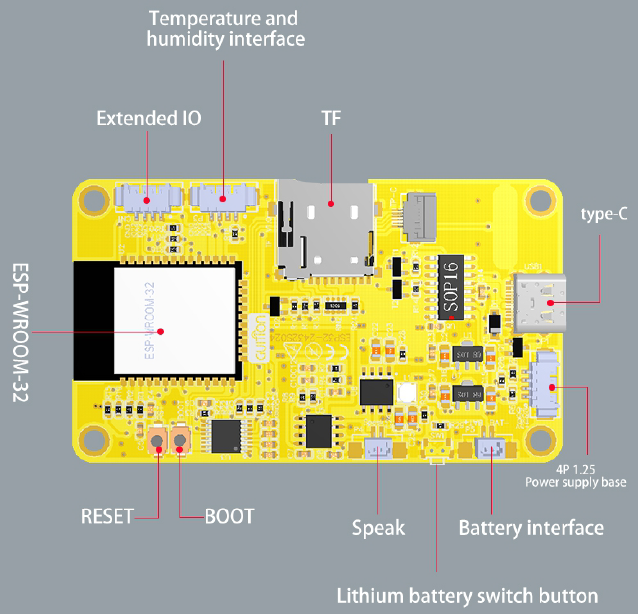 Temperature and
humidity interface
Extended IO
TF
type-C
ESP-WROOM-32
ESP-WROOM-32
SOP16
USB1
4P 1.25
Power supply base
RESET
BOOT
Speak
Battery interface
Lithium battery switch button